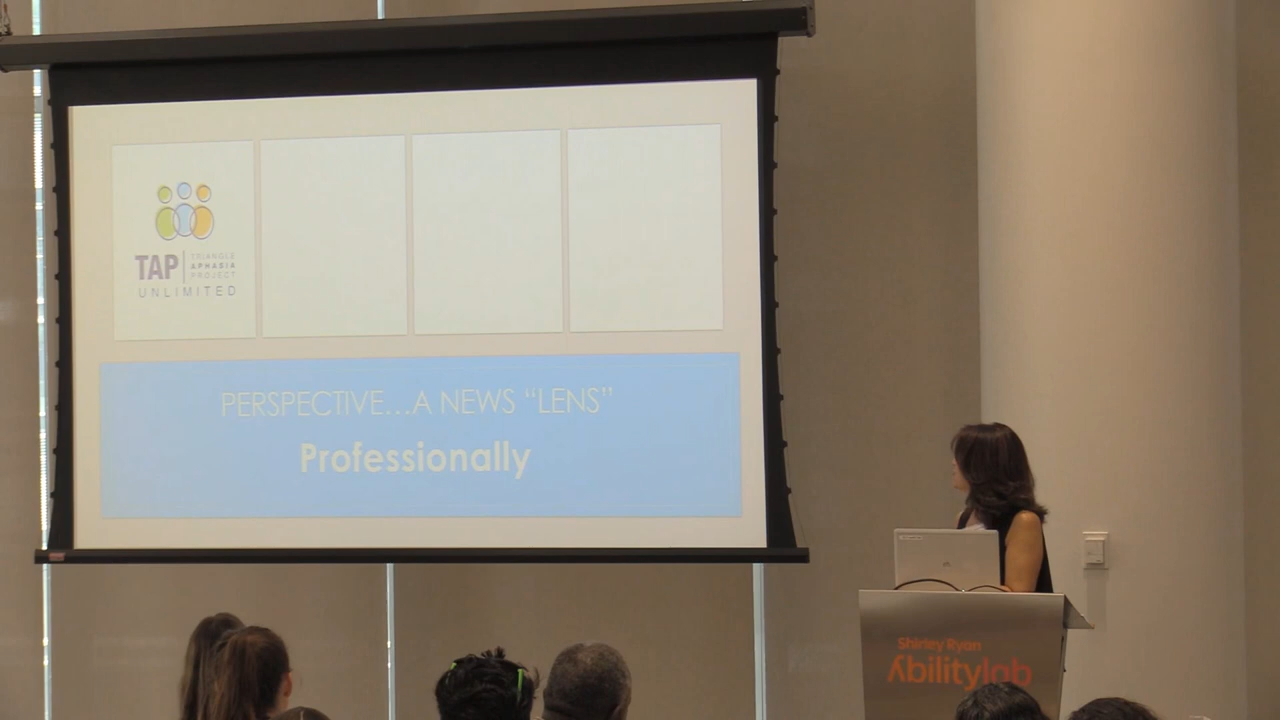 TAP
TRIANGLE
APHASIA
PROJECT
UNLIMITED
PERSPECTIVE...A NEWS “LENS”
Professionally
Shirley Ryan
Abilitylab